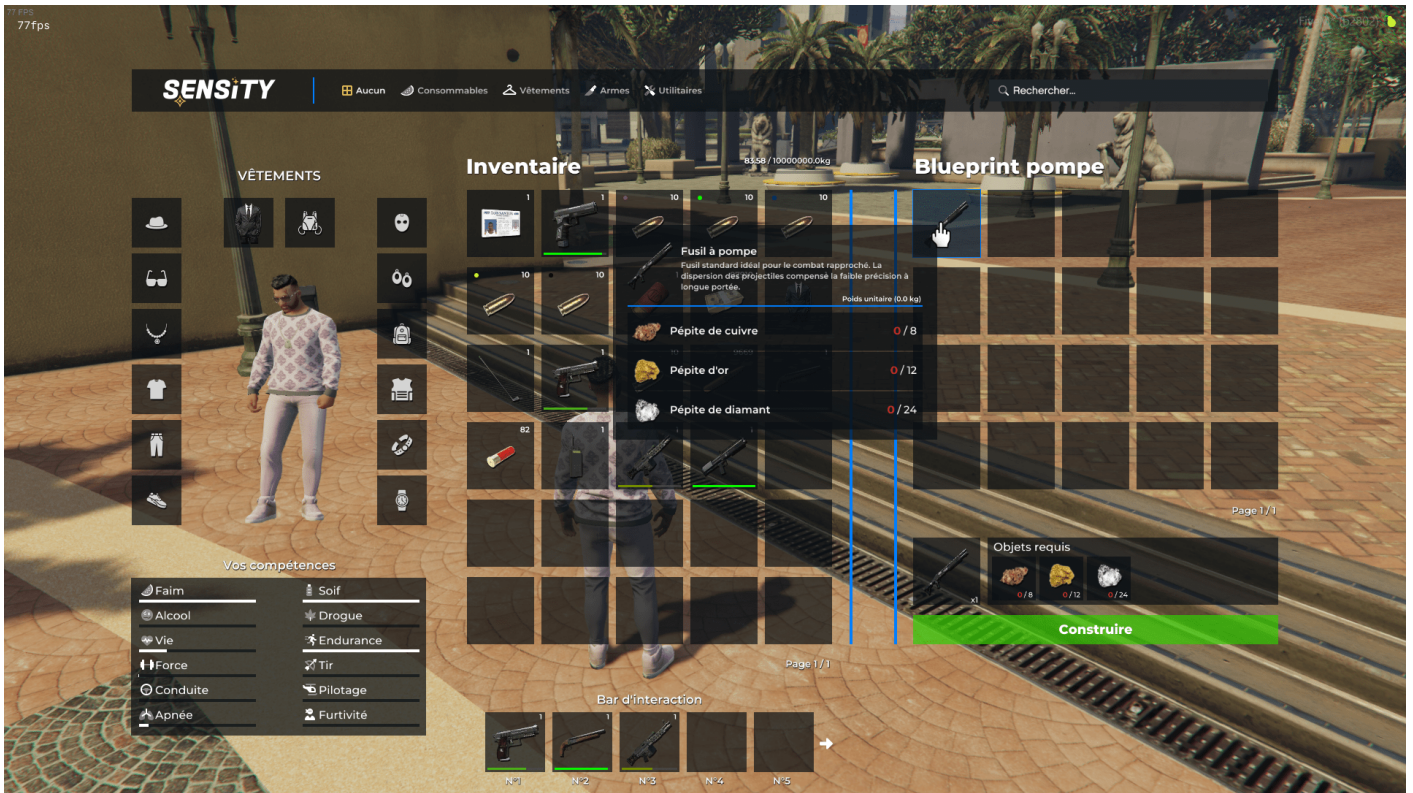 77 FPS
77fps
SENSiTY
Aucun
Consommables
Vêtements
Armes
Utilitaires
Rechercher...
VÊTEMENTS
Inventaire
83.58 / 10000000.0kg
Blueprint pompe
1
1
10
10
10
10
10
Fusil à pompe
Fusil standard idéal pour le combat rapproché. La
dispersion des projectiles compense la faible précision à
longue portée.
Poids unitaire (0.0 kg)
Pépite de cuivre
0/8
Pépite d'or
0/12
Pépite de diamant
0/24
1
1
82
1
1
1
Page 1/1
Objets requis
x1
0/8
0/12
0/24
Construire
Page 1/1
Vos compétences
Faim
Soif
Alcool
Drogue
Vie
Endurance
Force
Tir
Conduite
Pilotage
Apnée
Furtivité
Bar d'interaction
1
1
1
N°1
N°2
N°3
N°4
N°5